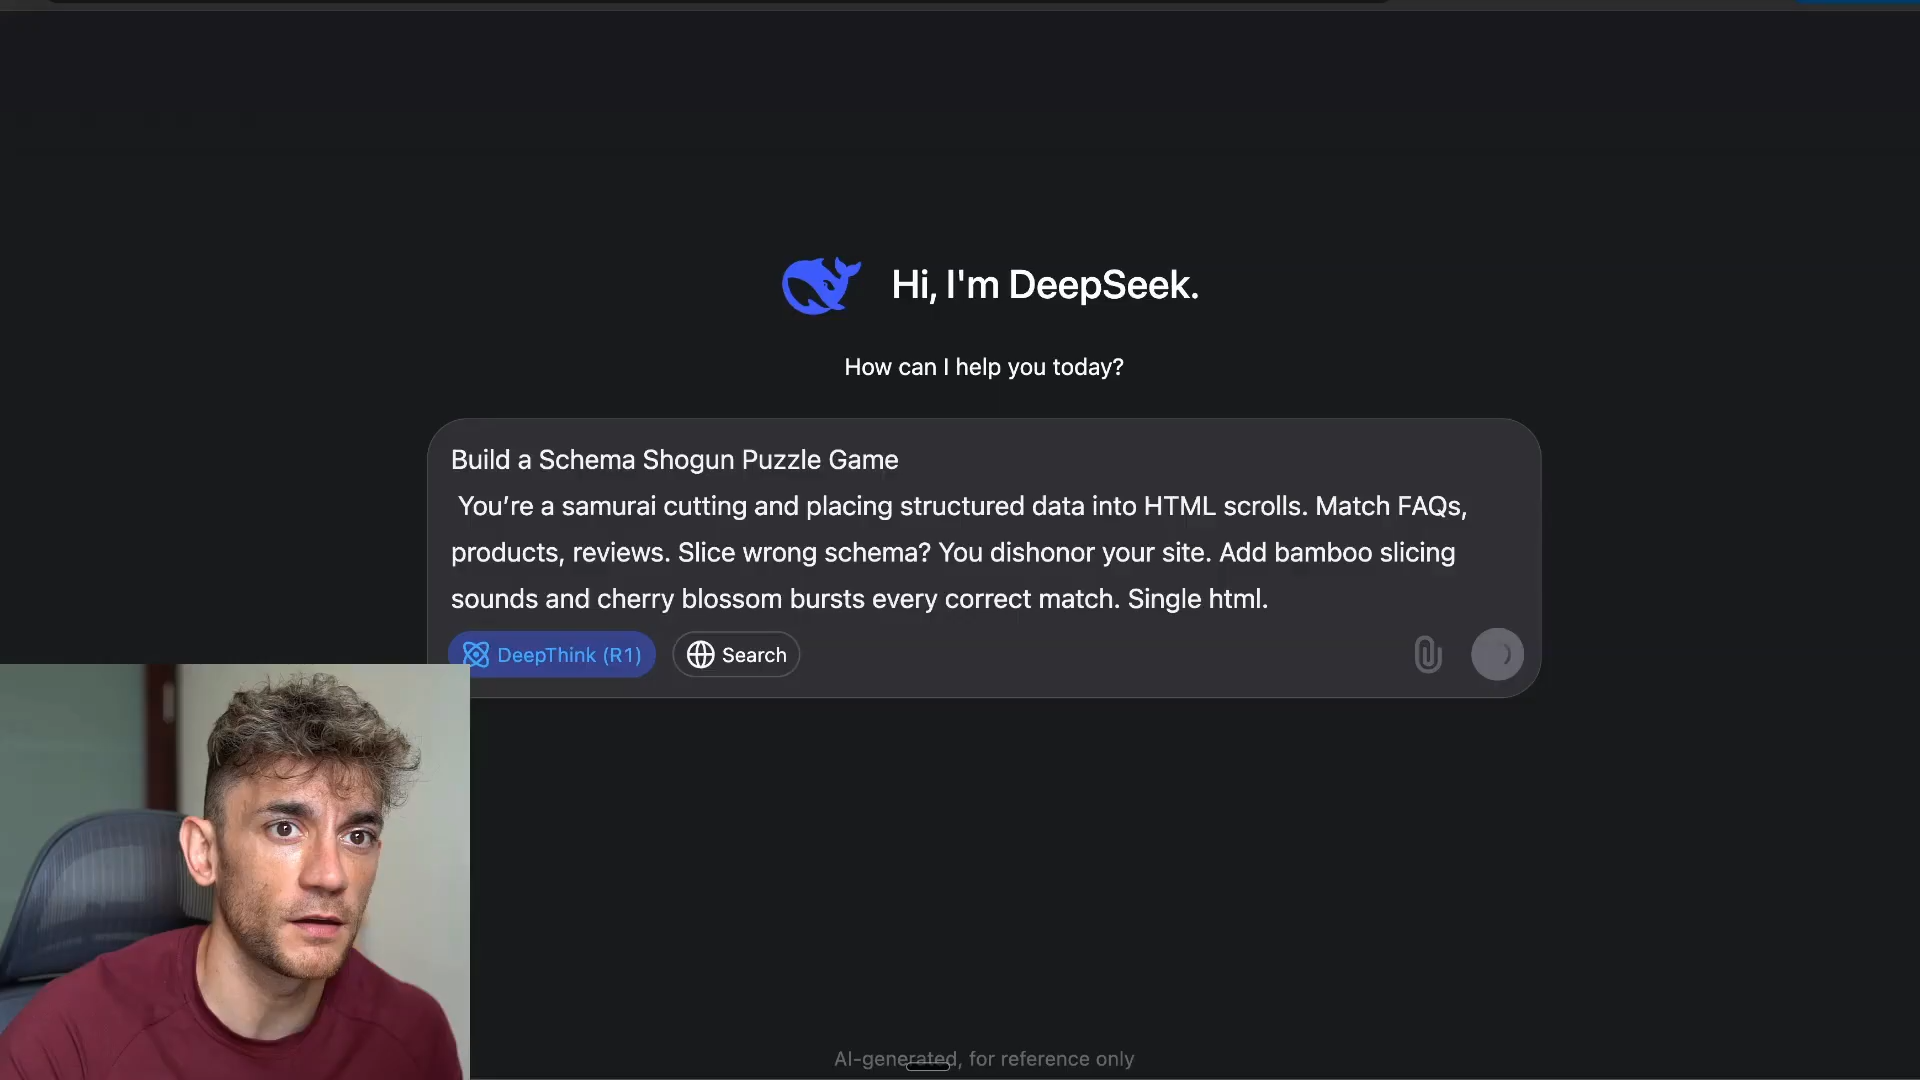 Hi, I'm DeepSeek.
How can I help you today?
Build a Schema Shogun Puzzle Game
You’re a samurai cutting and placing structured data into HTML scrolls. Match FAQs,
products, reviews. Slice wrong schema? You dishonor your site. Add bamboo slicing
sounds and cherry blossom bursts every correct match. Single html.
DeepThink (R1)
Search
AI-generated, for reference only